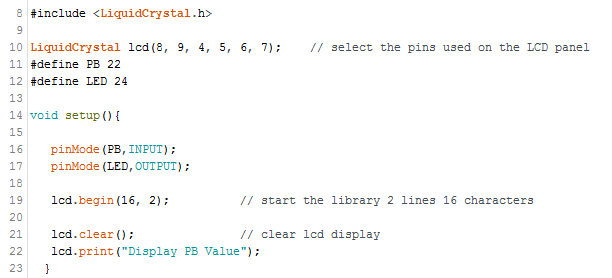 8 #include <LiquidCrystal.h>
9
10 LiquidCrystal lcd(8, 9, 4, 5, 6, 7);    // select the pins used on the LCD panel
11 #define PB 22
12 #define LED 24
13
14 void setup(){
15
16    pinMode(PB,INPUT);
17    pinMode(LED,OUTPUT);
18
19    lcd.begin(16, 2);          // start the library 2 lines 16 characters
20
21    lcd.clear();               // clear lcd display
22    lcd.print("Display PB Value");
23   }